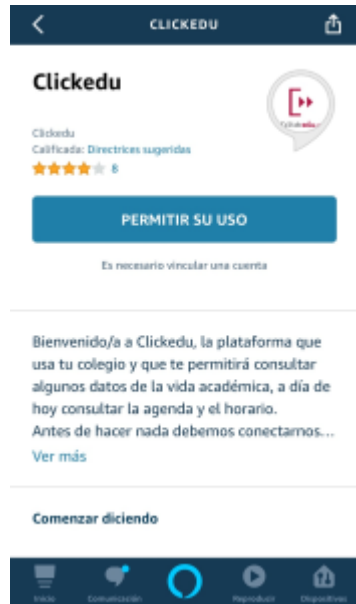 CLICKEDU
Clickedu
Clickedu
Clickedu
Calificada: Directrices sugeridas
8
PERMITIR SU USO
Es necesario vincular una cuenta
Bienvenido/a a Clickedu, la plataforma que
usa tu colegio y que te permitirá consultar
algunos datos de la vida académica, a día de
hoy consultar la agenda y el horario.
Antes de hacer nada debemos conectarnos...
Ver más
Comenzar diciendo
Inicio
Comunicación
Reproducir
Dispositivos